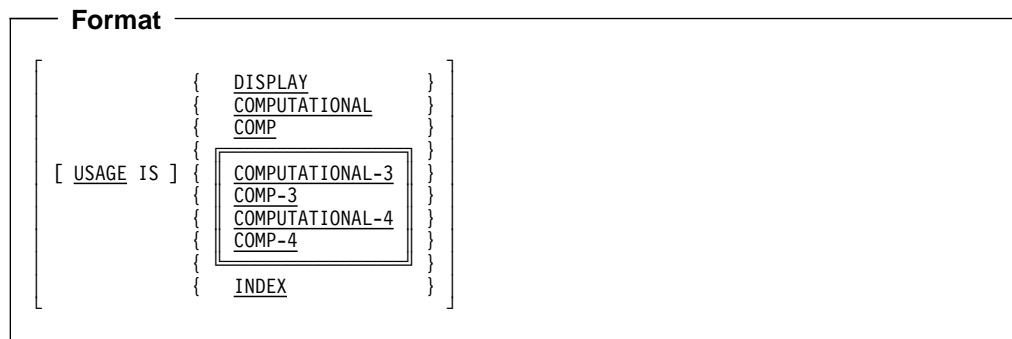 Format
{ DISPLAY }
{ COMPUTATIONAL }
{ COMP }
{ }
[ USAGE IS ] { COMPUTATIONAL-3 }
{ COMP-3 }
{ COMPUTATIONAL-4 }
{ COMP-4 }
{ }
{ INDEX }